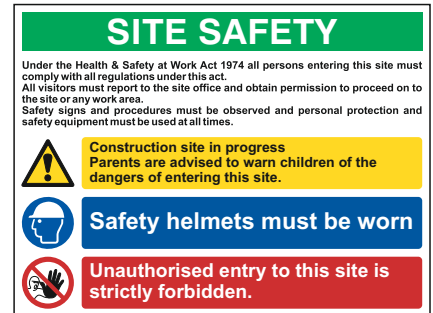 SITE SAFETY
Under the Health & Safety at Work Act 1974 all persons entering this site must
comply with all regulations under this act.
All visitors must report to the site office and obtain permission to proceed on to
the site or any work area.
Safety signs and procedures must be observed and personal protection and
safety equipment must be used at all times.
Construction site in progress
Parents are advised to warn children of the
dangers of entering this site.
Safety helmets must be worn
Unauthorised entry to this site is
strictly forbidden.